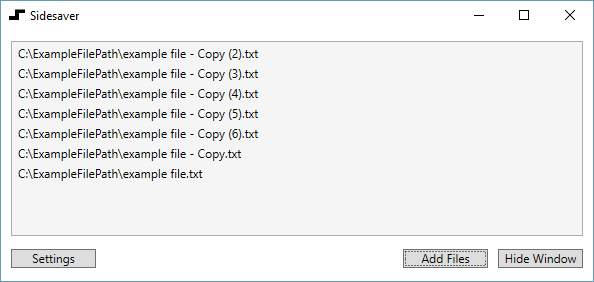 Sidesaver
C:\ExampleFilePath\example file - Copy (2).txt
C:\ExampleFilePath\example file - Copy (3).txt
C:\ExampleFilePath\example file - Copy (4).txt
C:\ExampleFilePath\example file - Copy (5).txt
C:\ExampleFilePath\example file - Copy (6).txt
C:\ExampleFilePath\example file - Copy.txt
C:\ExampleFilePath\example file.txt
Settings
Add Files
Hide Window